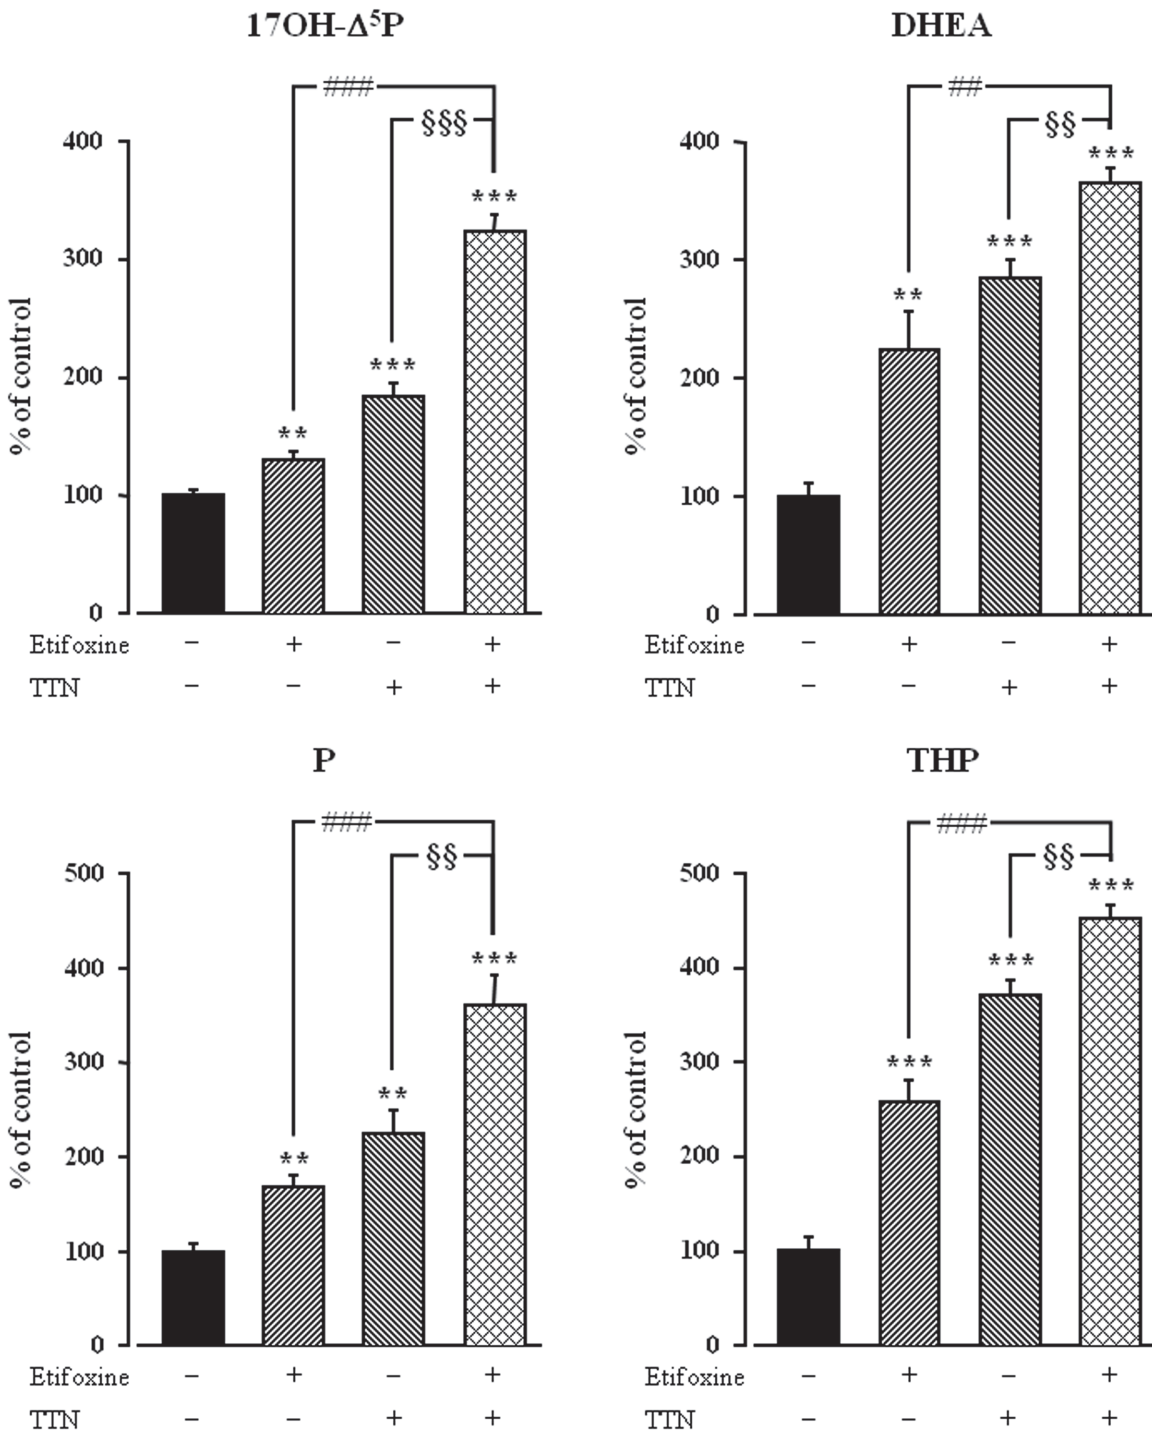 17OH-Δ⁵P
###
§§§
400
***
300
% of control
200
***
**
100
0
Etifoxine − + − +
TTN − − + +
DHEA
##
§§
400
***
300
***
**
% of control
200
100
0
Etifoxine − + − +
TTN − − + +
P
###
§§
500
400
***
300
% of control
**
200
**
100
0
Etifoxine − + − +
TTN − − + +
THP
###
§§
500
***
400
***
300
***
% of control
200
100
0
Etifoxine − + − +
TTN − − + +